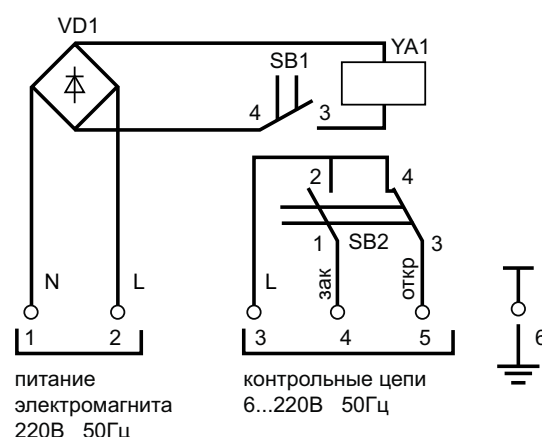 VD1
YA1
SB1
4 3
2 4
1 SB2 3
N L L зак откр
1 2 3 4 5 6
питание
электромагнита
220В 50Гц
контрольные цепи
6...220В 50Гц